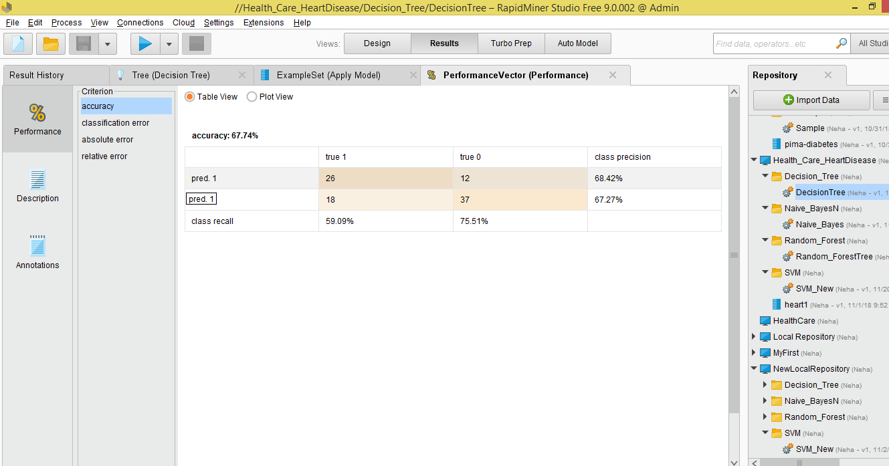 //Health_Care_HeartDisease/Decision_Tree/DecisionTree – RapidMiner Studio Free 9.0.002 @ Admin
File Edit Process View Connections Cloud Settings Extensions Help
Views: Design Results Turbo Prep Auto Model Find data, operators...etc All Studi
Result History Tree (Decision Tree) ExampleSet (Apply Model) PerformanceVector (Performance) Repository
Performance
Description
Annotations
Criterion
accuracy
classification error
absolute error
relative error
Table View Plot View
accuracy: 67.74%
true 1 true 0 class precision
pred. 1 26 12 68.42%
pred. 1 18 37 67.27%
class recall 59.09% 75.51%
Import Data
Sample (Neha – v1, 10/31/1
pima-diabetes (Neha – v1, 10/
Health_Care_HeartDisease (Neha)
Decision_Tree (Neha)
DecisionTree (Neha – v1, 1
Naive_BayesN (Neha)
Naive_Bayes (Neha – v1, 11
Random_Forest (Neha)
Random_ForestTree (Neha –
SVM (Neha)
SVM_New (Neha – v1, 11/20
heart1 (Neha – v1, 11/1/18 9:52
HealthCare (Neha)
Local Repository (Neha)
MyFirst (Neha)
NewLocalRepository (Neha)
Decision_Tree (Neha)
Naive_BayesN (Neha)
Random_Forest (Neha)
SVM (Neha)
SVM_New (Neha – v1, 11/2